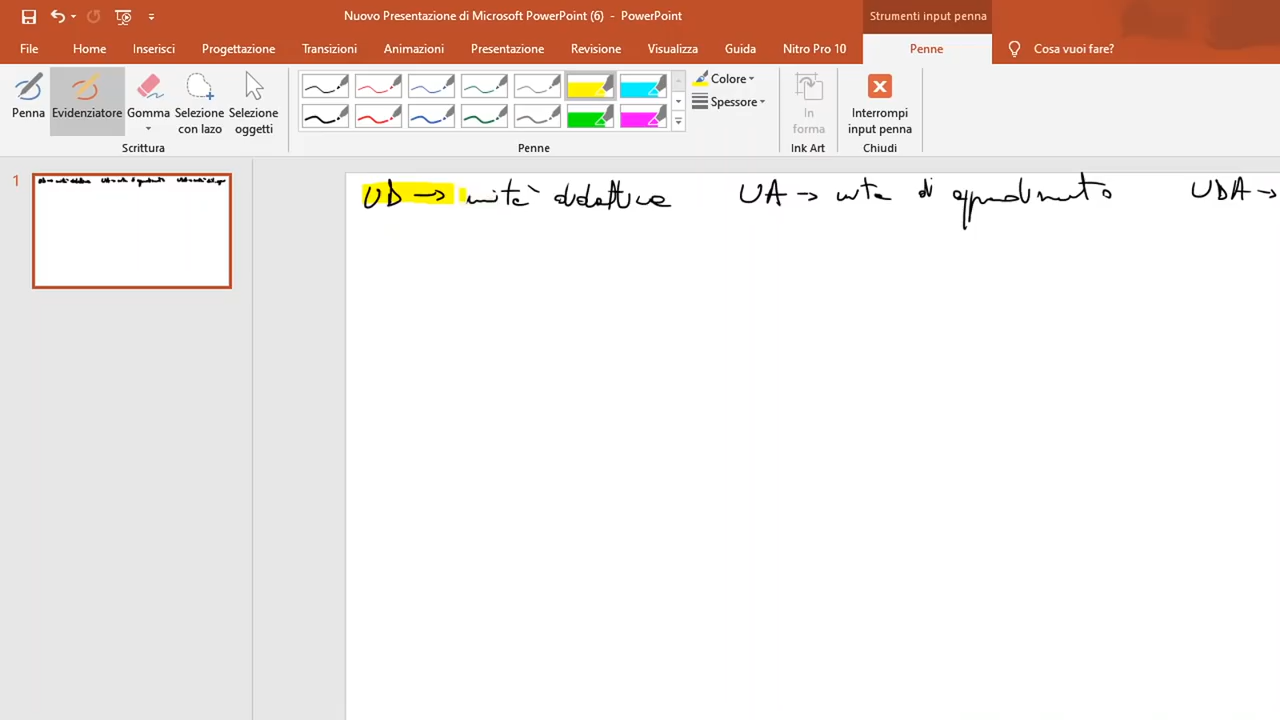 Nuovo Presentazione di Microsoft PowerPoint (6) - PowerPoint
Strumenti input penna
File Home Inserisci Progettazione Transizioni Animazioni Presentazione Revisione Visualizza Guida Nitro Pro 10 Penne Cosa vuoi fare?
Penna Evidenziatore Gomma Selezione con lazo Selezione oggetti
Colore
Spessore
In forma
Interrompi input penna
Scrittura Penne Ink Art Chiudi
1
UD → unità didattica UA → unità di apprendimento UDA →